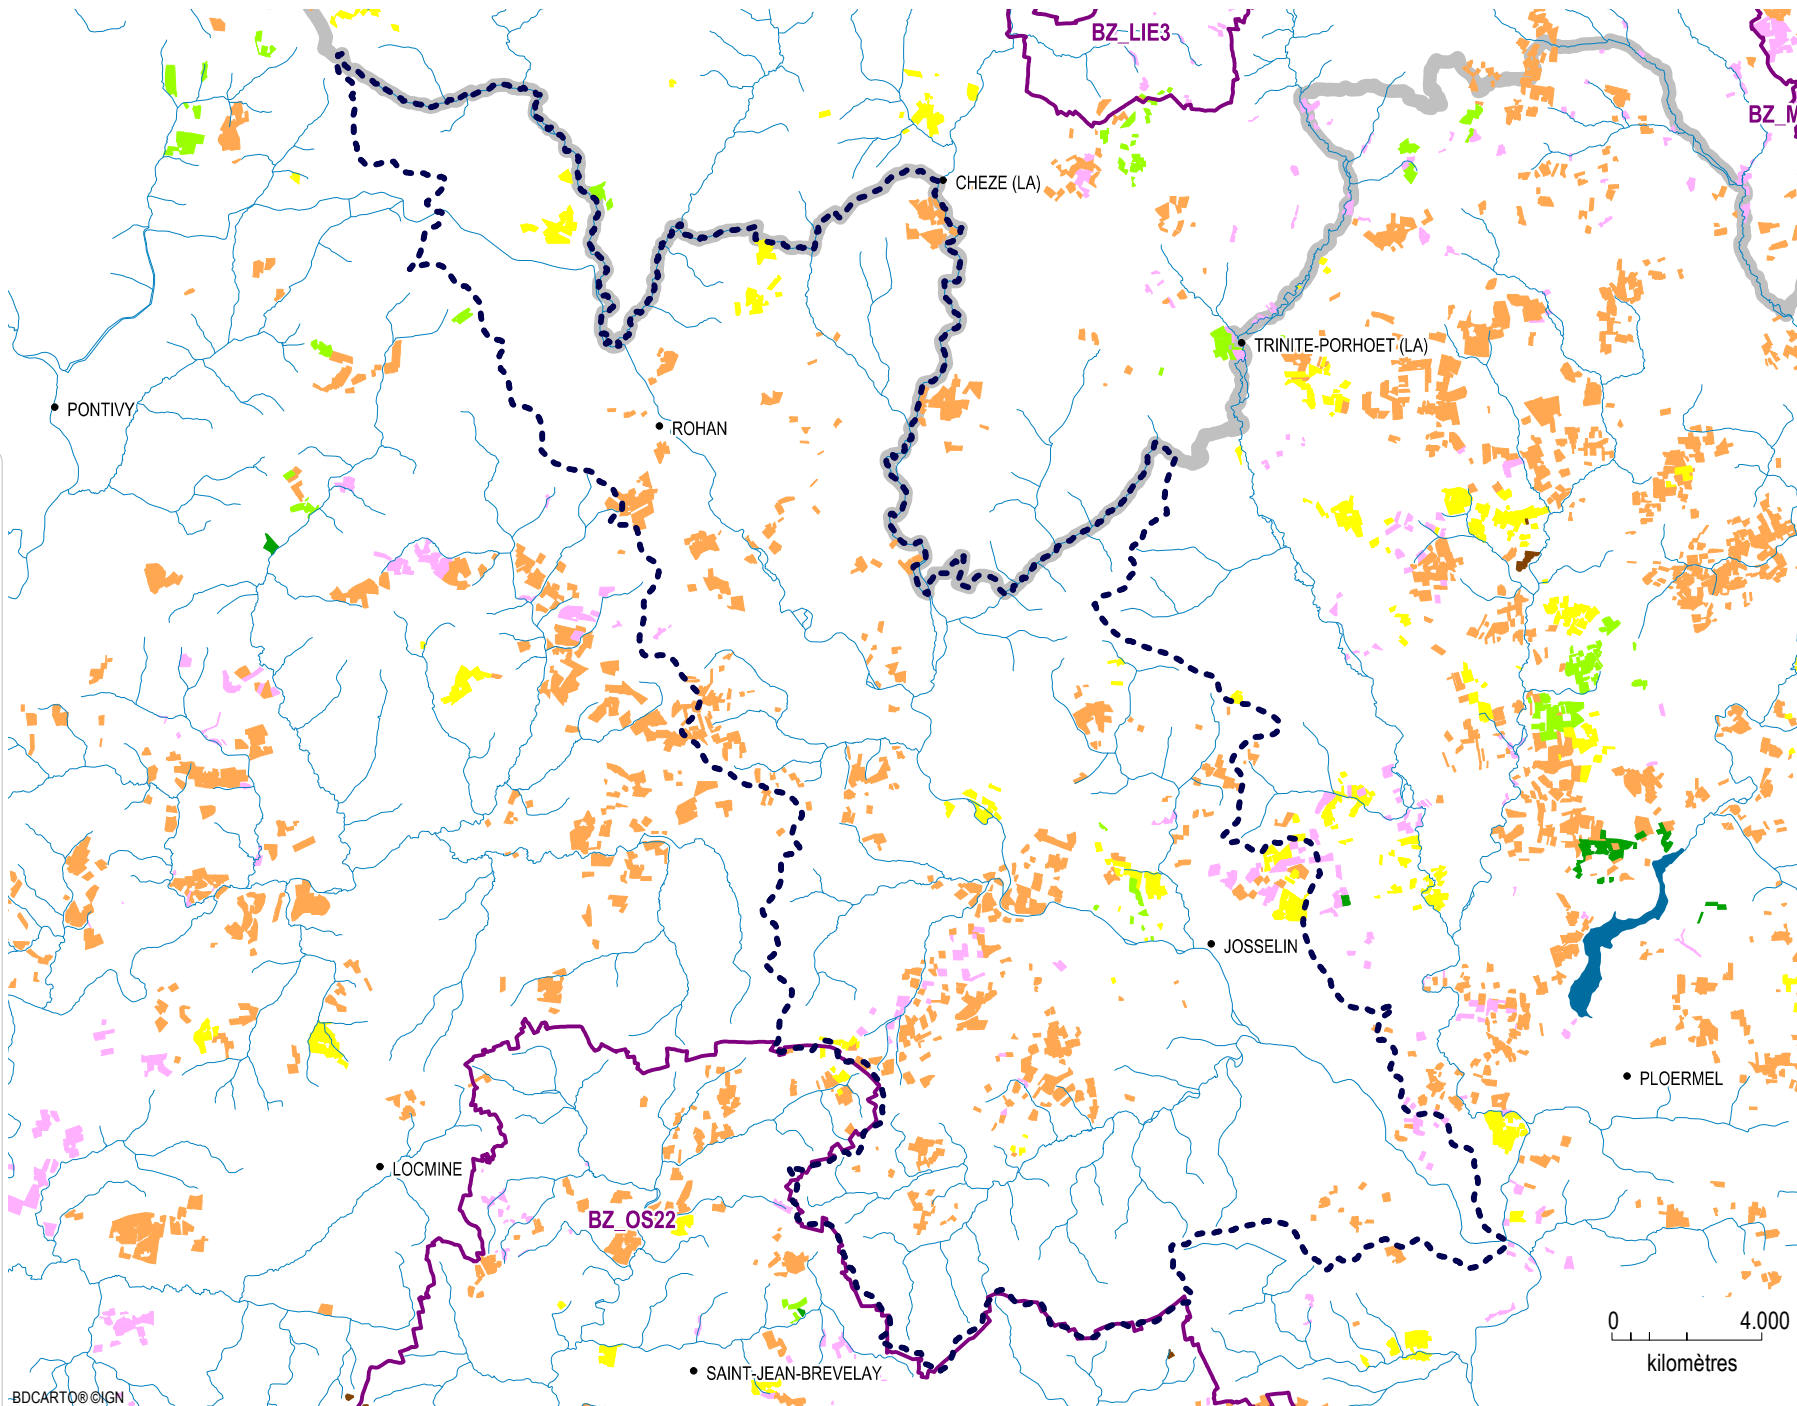 BZ_LIE3
BZ_M
CHEZE (LA)
TRINITE-PORHOET (LA)
PONTIVY
ROHAN
JOSSELIN
PLOERMEL
LOCMINE
BZ_OS22
0 4.000
kilomètres
SAINT-JEAN-BREVELAY
BDCARTO® ©IGN